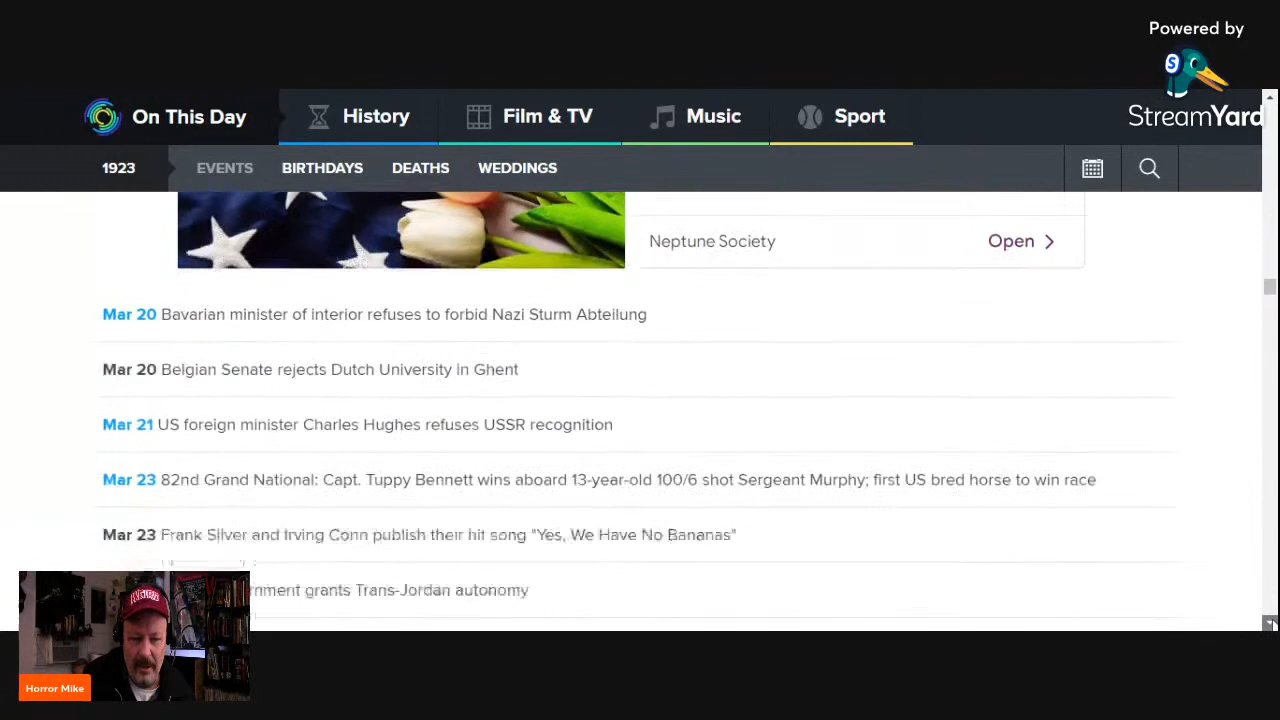 Powered by
StreamYard
On This Day
History
Film & TV
Music
Sport
1923
EVENTS
BIRTHDAYS
DEATHS
WEDDINGS
Neptune Society
Open
Mar 20 Bavarian minister of interior refuses to forbid Nazi Sturm Abteilung
Mar 20 Belgian Senate rejects Dutch University in Ghent
Mar 21 US foreign minister Charles Hughes refuses USSR recognition
Mar 23 82nd Grand National: Capt. Tuppy Bennett wins aboard 13-year-old 100/6 shot Sergeant Murphy; first US bred horse to win race
Mar 23 Frank Silver and Irving Conn publish their hit song "Yes, We Have No Bananas"
grants Trans-Jordan autonomy
Horror Mike